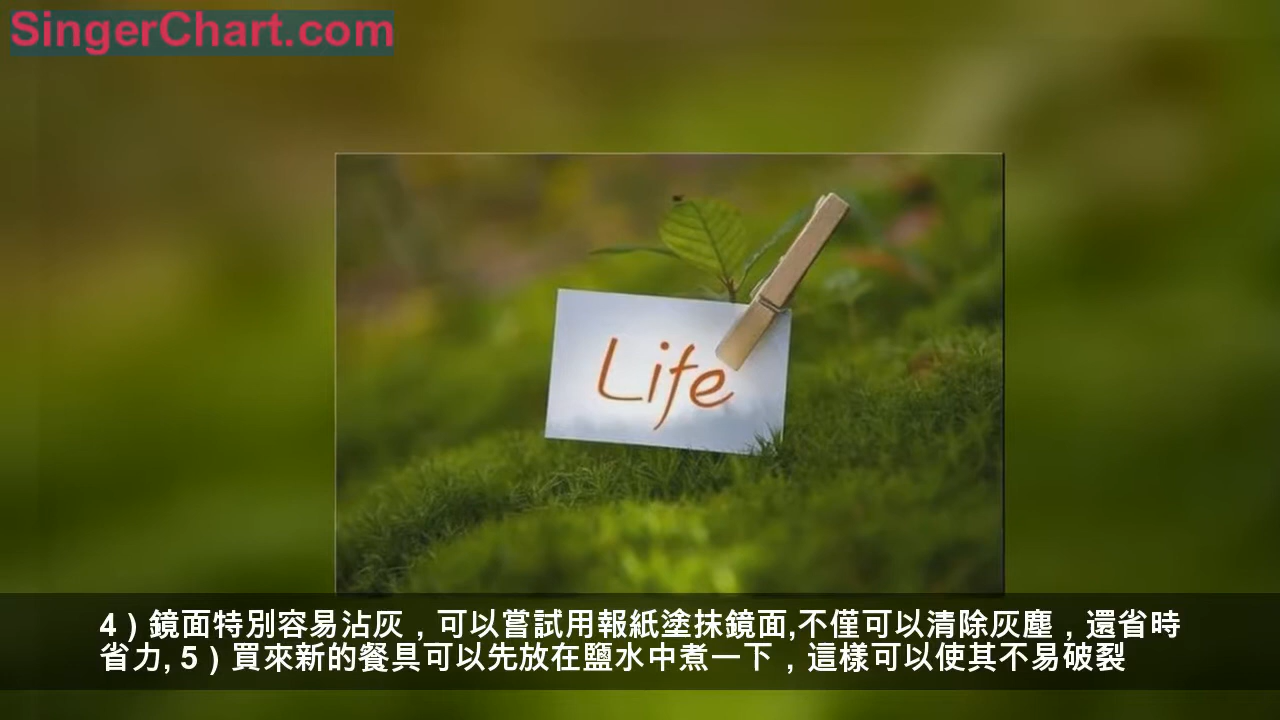 SingerChart.com
Life
4）鏡面特別容易沾灰，可以嘗試用報紙塗抹鏡面,不僅可以清除灰塵，還省時
省力, 5）買來新的餐具可以先放在鹽水中煮一下，這樣可以使其不易破裂